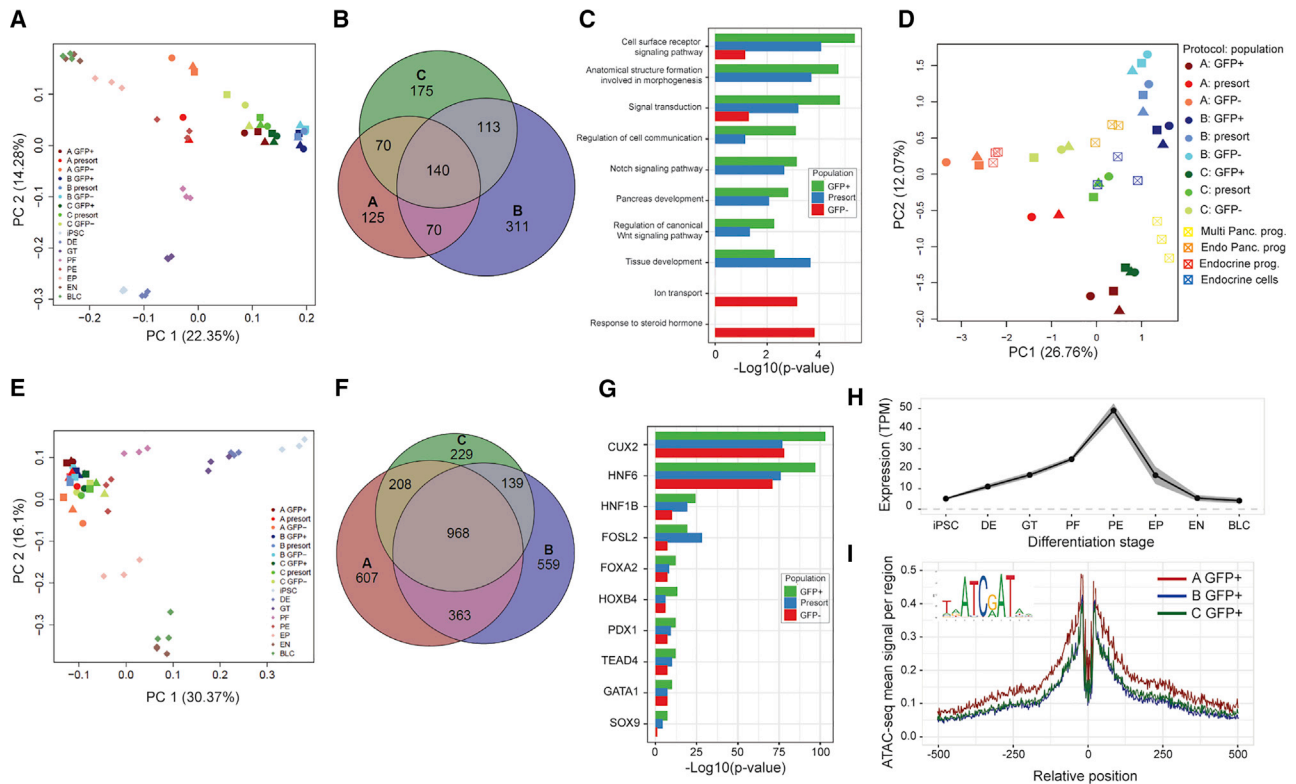 A
PC 2 (14.28%)
0.1
0.0
−0.1
−0.2
−0.3
A GFP+
A presort
A GFP−
B GFP+
B presort
B GFP−
C GFP+
C presort
C GFP−
iPSC
DE
GT
PF
PE
EP
EN
BLC
−0.2
−0.1
0.0
0.1
0.2
PC 1 (22.35%)
B
C
175
70
113
140
A
125
70
B
311
C
Cell surface receptor
signaling pathway
Anatomical structure formation
involved in morphogenesis
Signal transduction
Regulation of cell communication
Notch signaling pathway
Pancreas development
Regulation of canonical
Wnt signaling pathway
Tissue development
Ion transport
Response to steroid hormone
Population
GFP+
Presort
GFP-
0
2
4
-Log10(p-value)
D
PC2 (12.07%)
1.5
1.0
0.5
0.0
-0.5
-1.0
-1.5
-2.0
-3
-2
-1
0
1
PC1 (26.76%)
Protocol: population
A: GFP+
A: presort
A: GFP-
B: GFP+
B: presort
B: GFP-
C: GFP+
C: presort
C: GFP-
Multi Panc. prog.
Endo Panc. prog
Endocrine prog.
Endocrine cells
E
PC 2 (16.1%)
0.1
0.0
−0.1
−0.2
−0.3
A GFP+
A presort
A GFP−
B GFP+
B presort
B GFP−
C GFP+
C presort
C GFP−
iPSC
DE
GT
PF
PE
EP
EN
BLC
−0.1
0.0
0.1
0.2
0.3
PC 1 (30.37%)
F
C
229
208
139
968
A
607
B
559
363
G
CUX2
HNF6
HNF1B
FOSL2
FOXA2
HOXB4
PDX1
TEAD4
GATA1
SOX9
Population
GFP+
Presort
GFP-
0
25
50
75
100
-Log10(p-value)
H
Expression (TPM)
50
40
30
20
10
0
iPSC
DE
GT
PF
PE
EP
EN
BLC
Differentiation stage
I
ATAC-seq mean signal per region
0.5
0.4
0.3
0.2
0.1
0.0
ATCGAT
A GFP+
B GFP+
C GFP+
-500
-250
0
250
500
Relative position